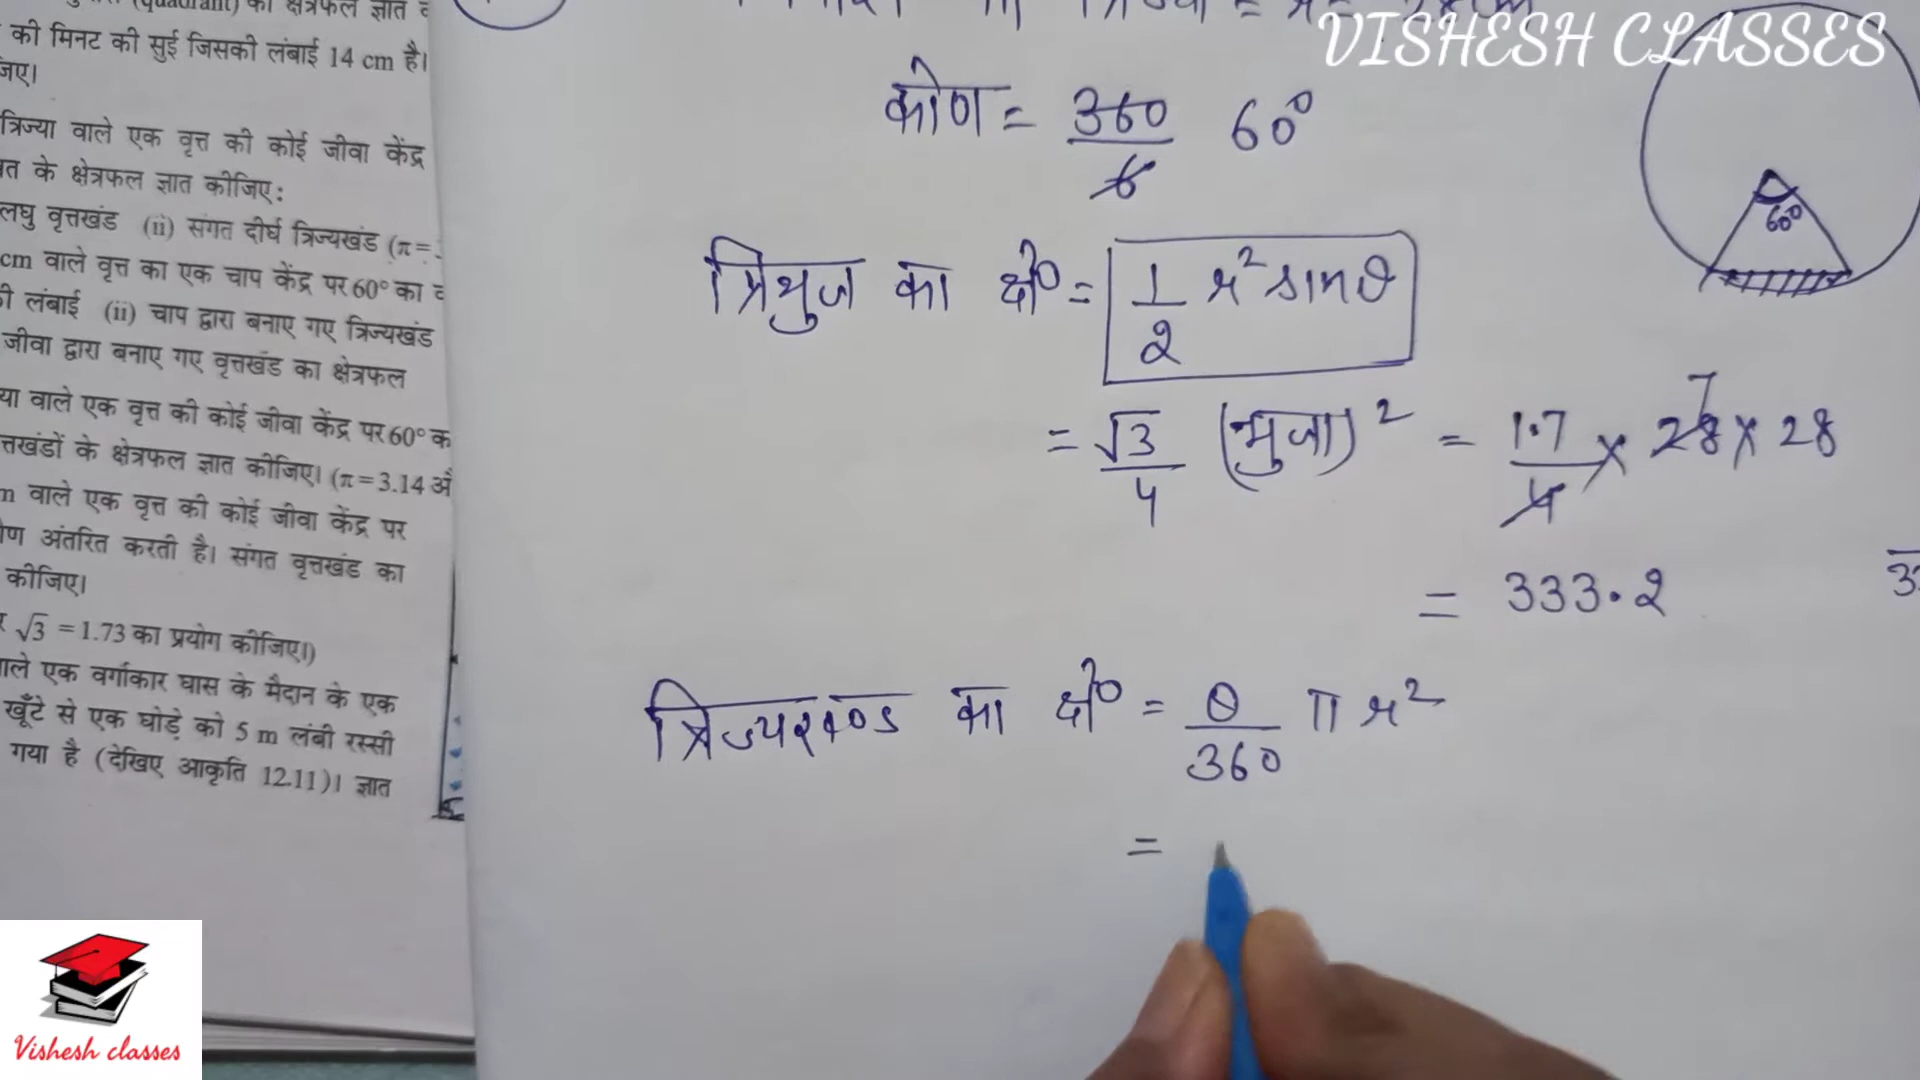 की मिनट की सुई जिसकी लंबाई 14 cm है।
त्रिज्या वाले एक वृत्त की कोई जीवा केंद्र
के क्षेत्रफल ज्ञात कीजिए:
लघु वृत्तखंड (ii) संगत दीर्घ त्रिज्यखंड (π =
cm वाले वृत्त का एक चाप केंद्र पर 60° का
लंबाई (ii) चाप द्वारा बनाए गए त्रिज्यखंड
जीवा द्वारा बनाए गए वृत्तखंड का क्षेत्रफल
वाले एक वृत्त की कोई जीवा केंद्र पर 60°
के क्षेत्रफल ज्ञात कीजिए। (π = 3.14
वाले एक वृत्त की कोई जीवा केंद्र पर
अंतरित करती है। संगत वृत्तखंड का
कीजिए।
√3 = 1.73 का प्रयोग कीजिए।)
एक वर्गाकार घास के मैदान के एक
खूँटे से एक घोड़े को 5 m लंबी रस्सी
गया है (देखिए आकृति 12.11)। ज्ञात
VISHESH CLASSES
कोण = 360/6 60°
60°
त्रिभुज का क्षे० = 1/2 r² sinθ
= √3/4 (भुजा)² = 1.7/4 × 28 × 28
7
= 333.2
त्रिज्यखण्ड का क्षे० = θ/360 π r²
=
Vishesh classes